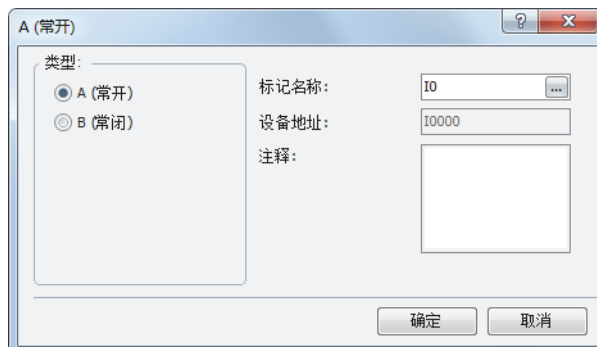 A (常开)
类型:
A (常开)
B (常闭)
标记名称: I0 ...
设备地址: I0000
注释:
确定 取消